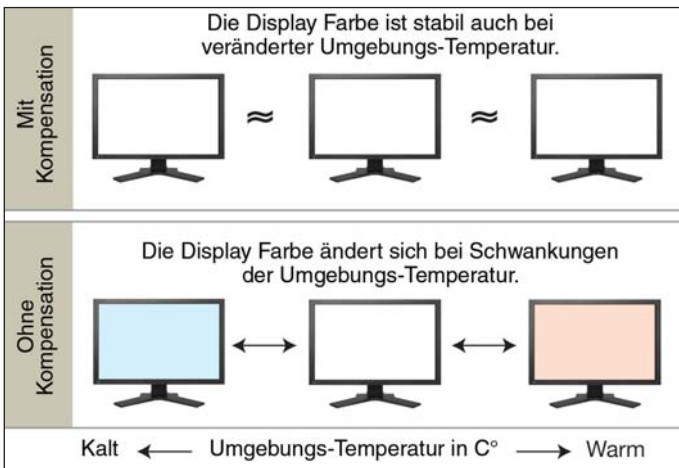 Mit
Kompensation
Die Display Farbe ist stabil auch bei
veränderter Umgebungs-Temperatur.
≈ ≈
Ohne
Kompensation
Die Display Farbe ändert sich bei Schwankungen
der Umgebungs-Temperatur.
Kalt ← Umgebungs-Temperatur in C° → Warm